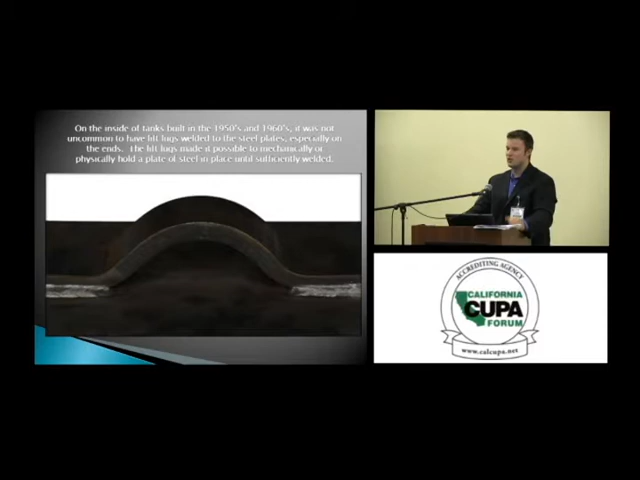 On the inside of tanks built in the 1950's and 1960's, it was not
uncommon to have lift lugs welded to the steel plates, especially on
the ends. The lift lugs made it possible to mechanically or
physically hold a plate of steel in place until sufficiently welded.
ACCREDITING AGENCY
CALIFORNIA
CUPA
FORUM
www.calcupa.net